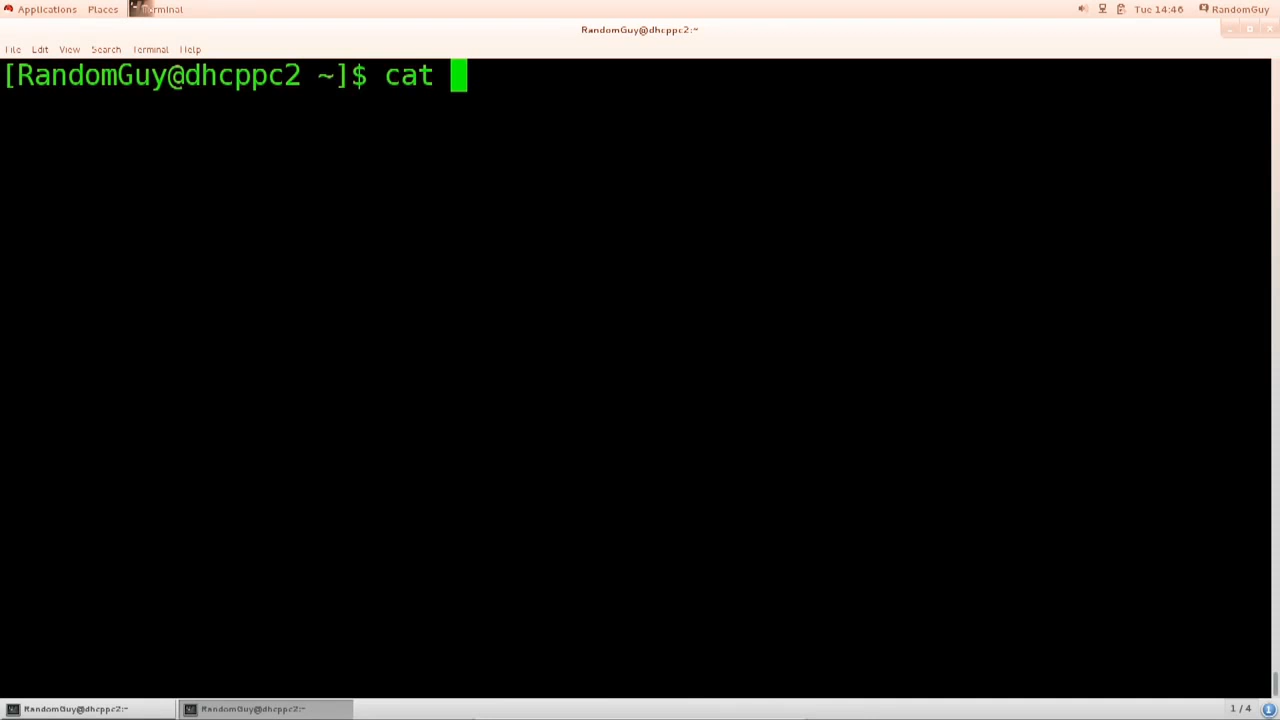 Applications Places Terminal Tue 14:46 RandomGuy
RandomGuy@dhcppc2:~
File Edit View Search Terminal Help
[RandomGuy@dhcppc2 ~]$ cat
RandomGuy@dhcppc2:~ RandomGuy@dhcppc2:~ 1 / 4 1